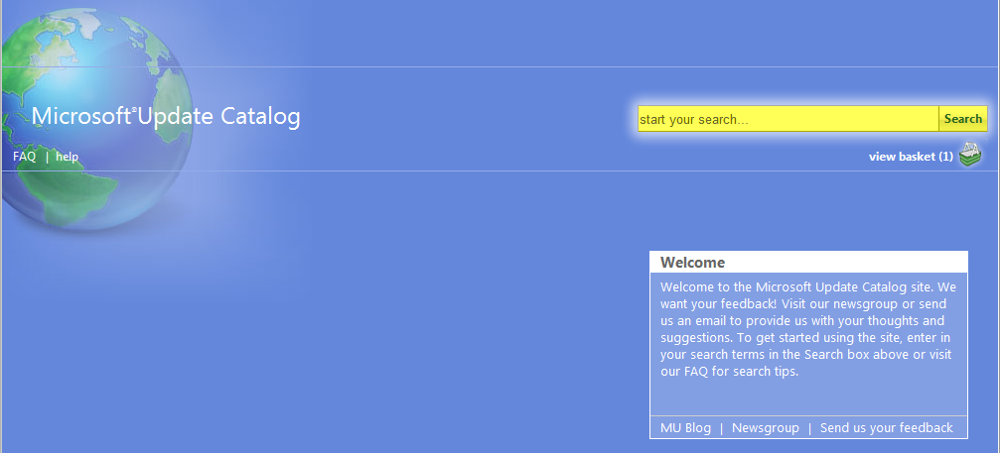 Microsoft® Update Catalog
start your search...
Search
FAQ | help
view basket (1)
Welcome
Welcome to the Microsoft Update Catalog site. We
want your feedback! Visit our newsgroup or send
us an email to provide us with your thoughts and
suggestions. To get started using the site, enter in
your search terms in the Search box above or visit
our FAQ for search tips.
MU Blog | Newsgroup | Send us your feedback